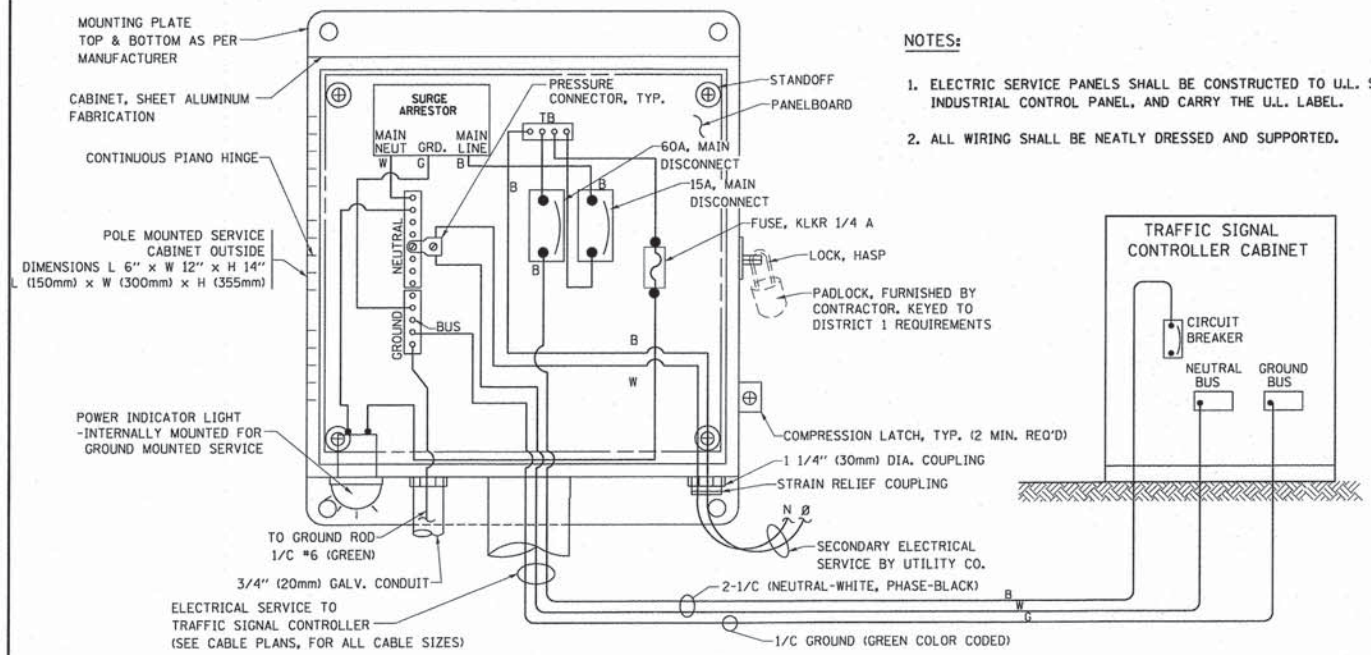 MOUNTING PLATE
TOP & BOTTOM AS PER
MANUFACTURER
CABINET, SHEET ALUMINUM
FABRICATION
CONTINUOUS PIANO HINGE
POLE MOUNTED SERVICE
CABINET OUTSIDE
DIMENSIONS L 6" x W 12" x H 14"
L (150mm) x W (300mm) x H (355mm)
POWER INDICATOR LIGHT
-INTERNALLY MOUNTED FOR
GROUND MOUNTED SERVICE
TO GROUND ROD
1/C #6 (GREEN)
3/4" (20mm) GALV. CONDUIT
ELECTRICAL SERVICE TO
TRAFFIC SIGNAL CONTROLLER
(SEE CABLE PLANS, FOR ALL CABLE SIZES)
SURGE
ARRESTOR
MAIN
NEUT
GRD.
MAIN
LINE
W
G
B
NEUTRAL
GROUND
BUS
PRESSURE
CONNECTOR, TYP.
TB
B
B
B
B
W
STANDOFF
PANELBOARD
60A, MAIN
DISCONNECT
15A, MAIN
DISCONNECT
FUSE, KLKR 1/4 A
LOCK, HASP
PADLOCK, FURNISHED BY
CONTRACTOR. KEYED TO
DISTRICT 1 REQUIREMENTS
COMPRESSION LATCH, TYP. (2 MIN. REQ'D)
1 1/4" (30mm) DIA. COUPLING
STRAIN RELIEF COUPLING
N Ø
SECONDARY ELECTRICAL
SERVICE BY UTILITY CO.
2-1/C (NEUTRAL-WHITE, PHASE-BLACK)
B
W
G
1/C GROUND (GREEN COLOR CODED)
NOTES:
1. ELECTRIC SERVICE PANELS SHALL BE CONSTRUCTED TO U.L. S
INDUSTRIAL CONTROL PANEL, AND CARRY THE U.L. LABEL.
2. ALL WIRING SHALL BE NEATLY DRESSED AND SUPPORTED.
TRAFFIC SIGNAL
CONTROLLER CABINET
CIRCUIT
BREAKER
NEUTRAL
BUS
GROUND
BUS